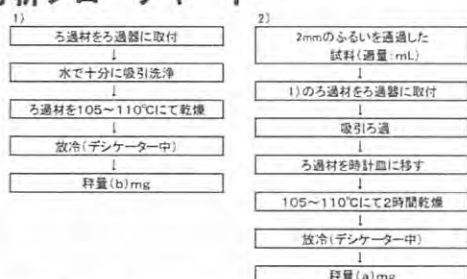 1)
ろ過材をろ過器に取付
↓
水で十分に吸引洗浄
↓
ろ過材を105～110℃にて乾燥
↓
放冷(デシケーター中)
↓
秤量(b)mg
2)
2mmのふるいを通過した
試料(適量:mL)
↓
1)のろ過材をろ過器に取付
↓
吸引ろ過
↓
ろ過材を時計皿に移す
↓
105～110℃にて2時間乾燥
↓
放冷(デシケーター中)
↓
秤量(a)mg